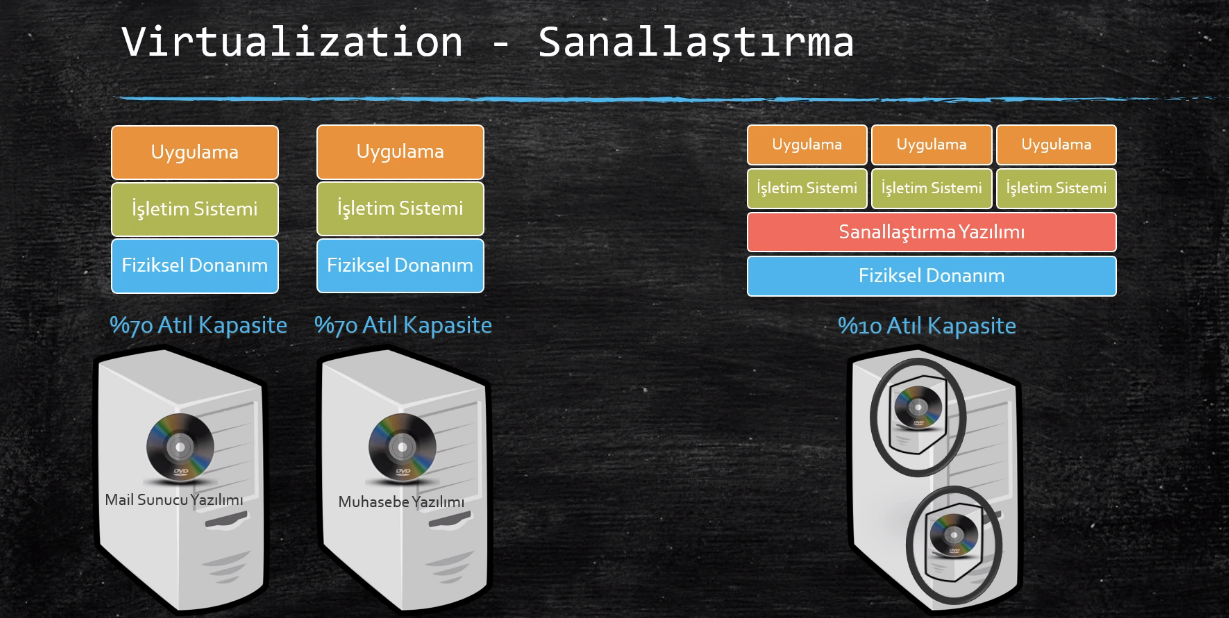 Virtualization - Sanallaştırma
Uygulama
İşletim Sistemi
Fiziksel Donanım
%70 Atıl Kapasite
DVD
Mail Sunucu Yazılımı
Uygulama
İşletim Sistemi
Fiziksel Donanım
%70 Atıl Kapasite
DVD
Muhasebe Yazılımı
Uygulama Uygulama Uygulama
İşletim Sistemi İşletim Sistemi İşletim Sistemi
Sanallaştırma Yazılımı
Fiziksel Donanım
%10 Atıl Kapasite
DVD
DVD